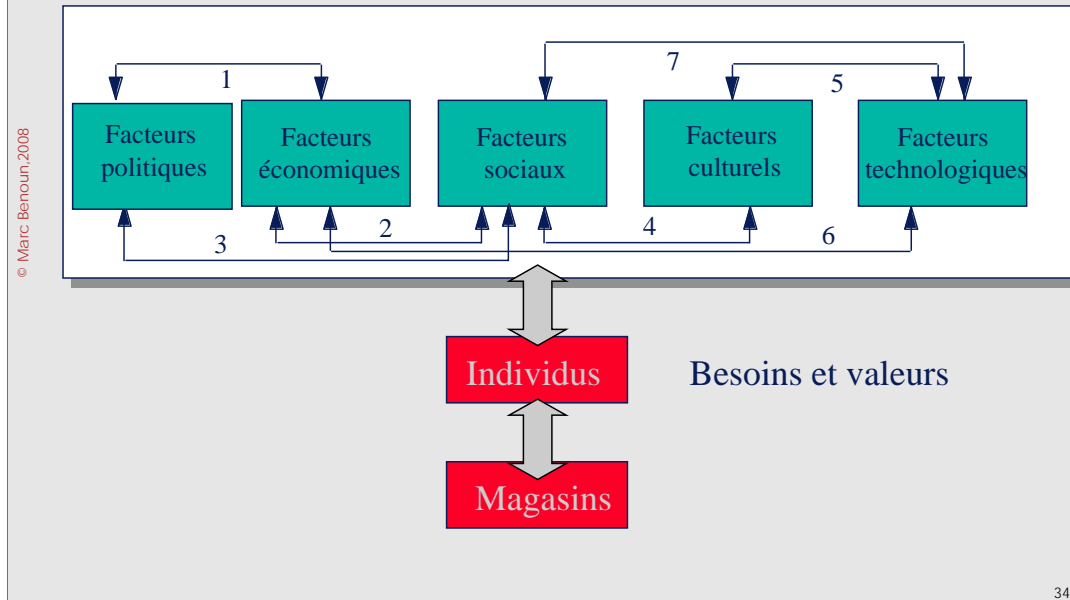 7
1
5
Facteurs
politiques
Facteurs
économiques
Facteurs
sociaux
Facteurs
culturels
Facteurs
technologiques
2
4
3
6
© Marc Benoun,2008
Individus
Besoins et valeurs
Magasins
34